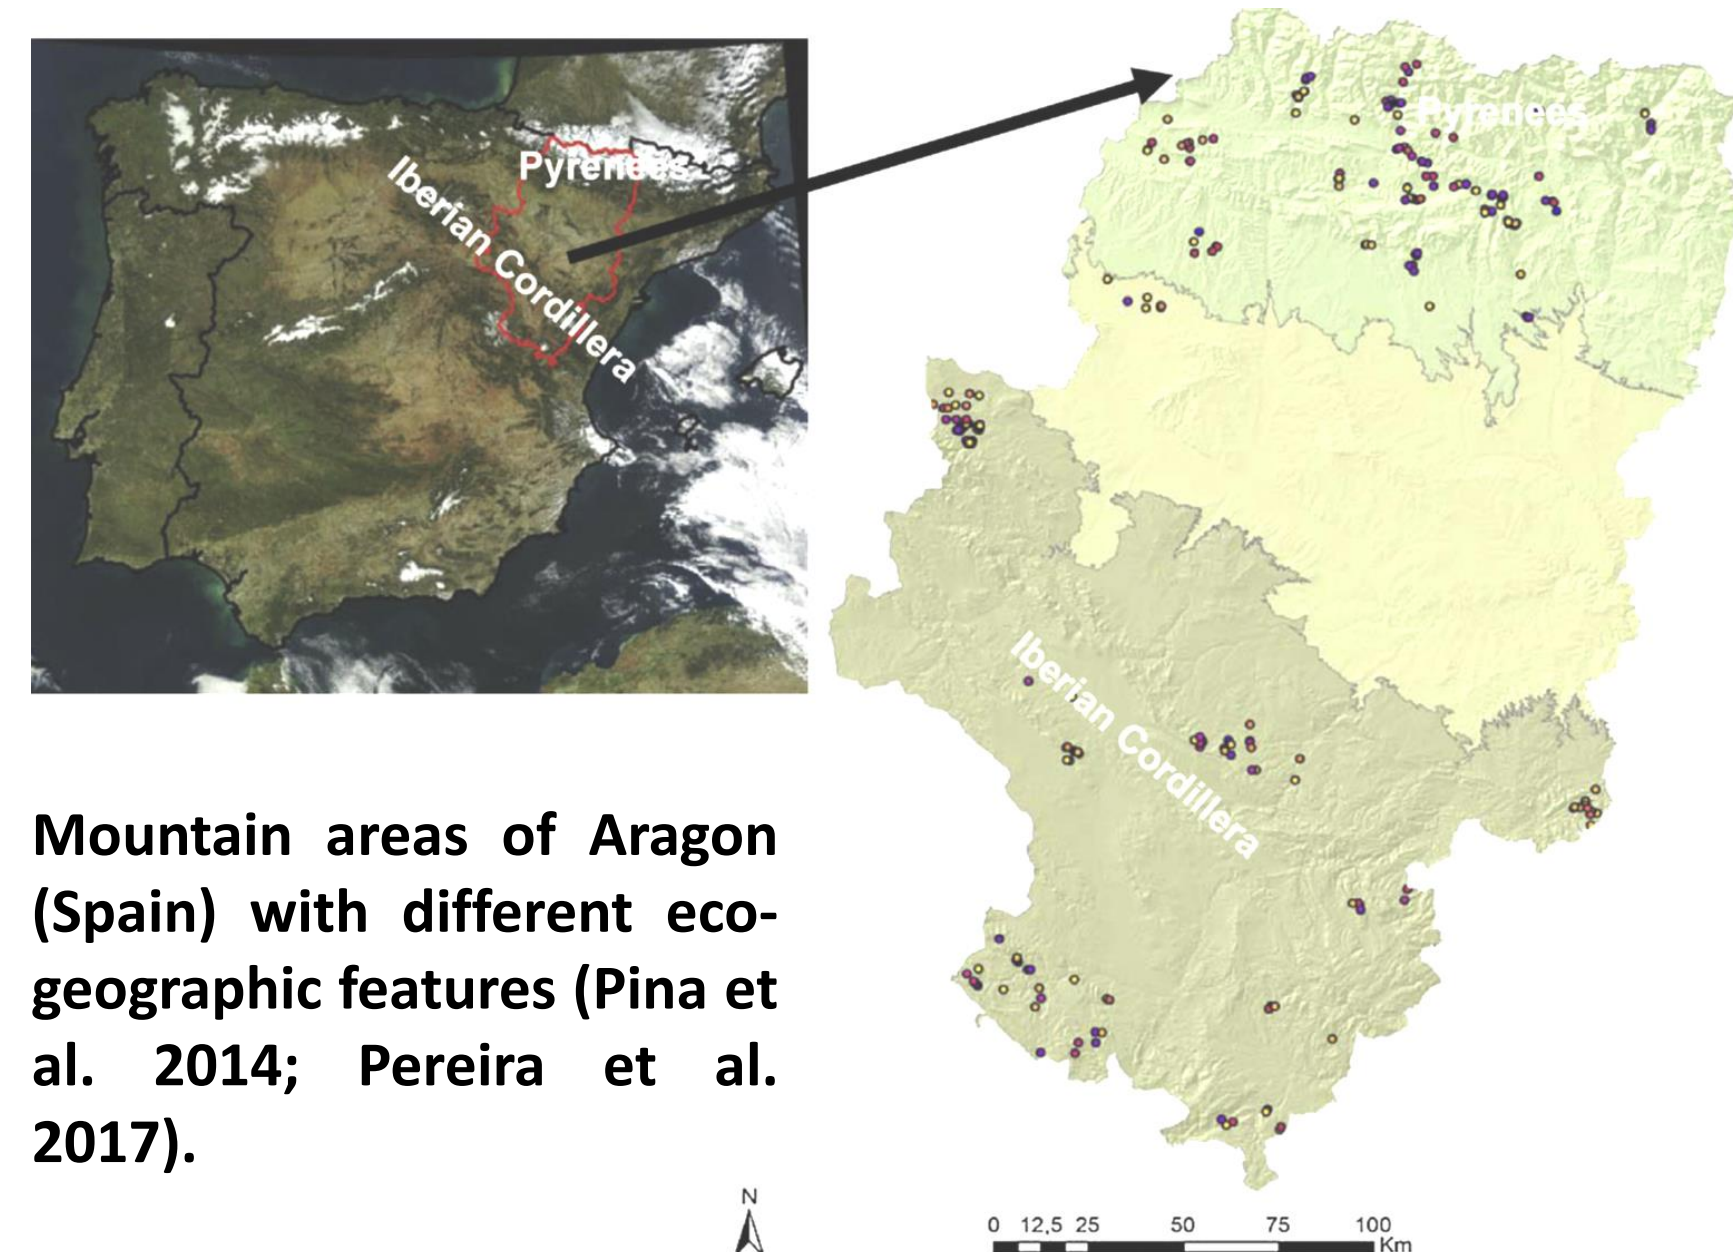 Pyrenees
Iberian Cordillera
Pyrenees
Iberian Cordillera
Mountain areas of Aragon
(Spain) with different eco-
geographic features (Pina et
al. 2014; Pereira et al.
2017).
N
0 12,5 25 50 75 100
Km